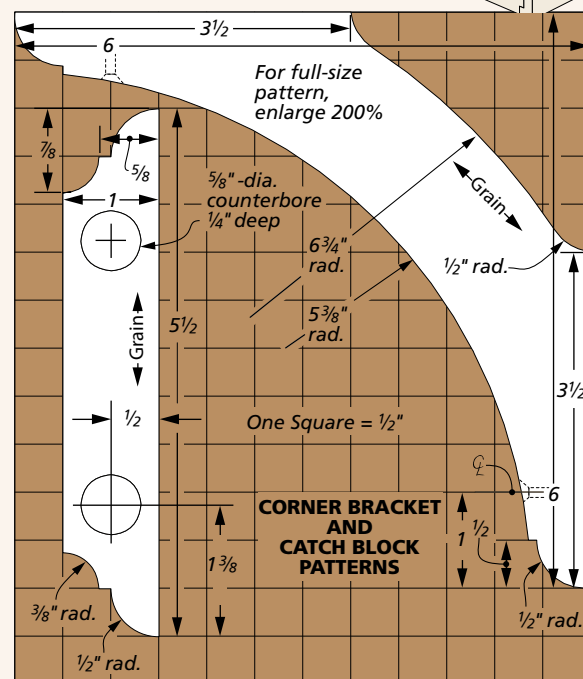 3½
6
For full-size
pattern,
enlarge 200%
⅞
⅝
1
⅝"-dia.
counterbore
¼" deep
Grain
6¾"
rad.
½" rad.
5⅜"
rad.
Grain
5½
3½
½
One Square = ½"
℄
6
CORNER BRACKET
AND
CATCH BLOCK
PATTERNS
1
½
1⅜
⅜" rad.
½" rad.
½" rad.